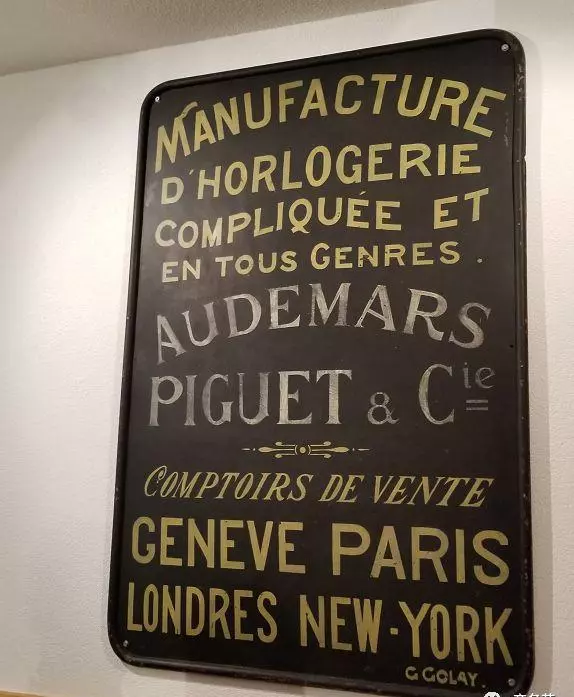 MANUFACTURE
D'HORLOGERIE
COMPLIQUÉE ET
EN TOUS GENRES.
AUDEMARS
PIGUET & Cie
COMPTOIRS DE VENTE
GENEVE PARIS
LONDRES NEW-YORK
G GOLAY.